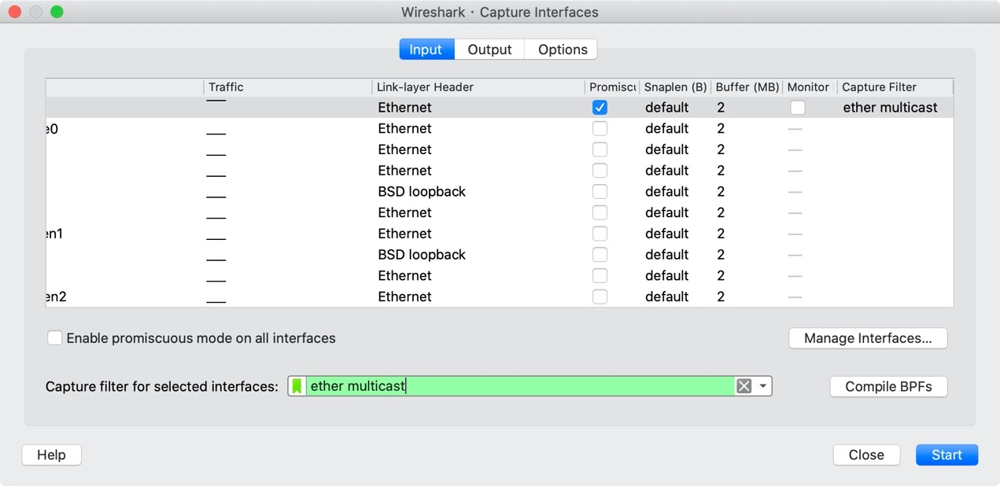 Wireshark · Capture Interfaces
Input Output Options
Traffic Link-layer Header Promiscu Snaplen (B) Buffer (MB) Monitor Capture Filter
Ethernet default 2 ether multicast
e0 Ethernet default 2 —
Ethernet default 2 —
Ethernet default 2 —
BSD loopback default 2 —
Ethernet default 2 —
en1 Ethernet default 2 —
BSD loopback default 2 —
Ethernet default 2 —
en2 Ethernet default 2 —
Enable promiscuous mode on all interfaces Manage Interfaces...
Capture filter for selected interfaces: ether multicast Compile BPFs
Help Close Start